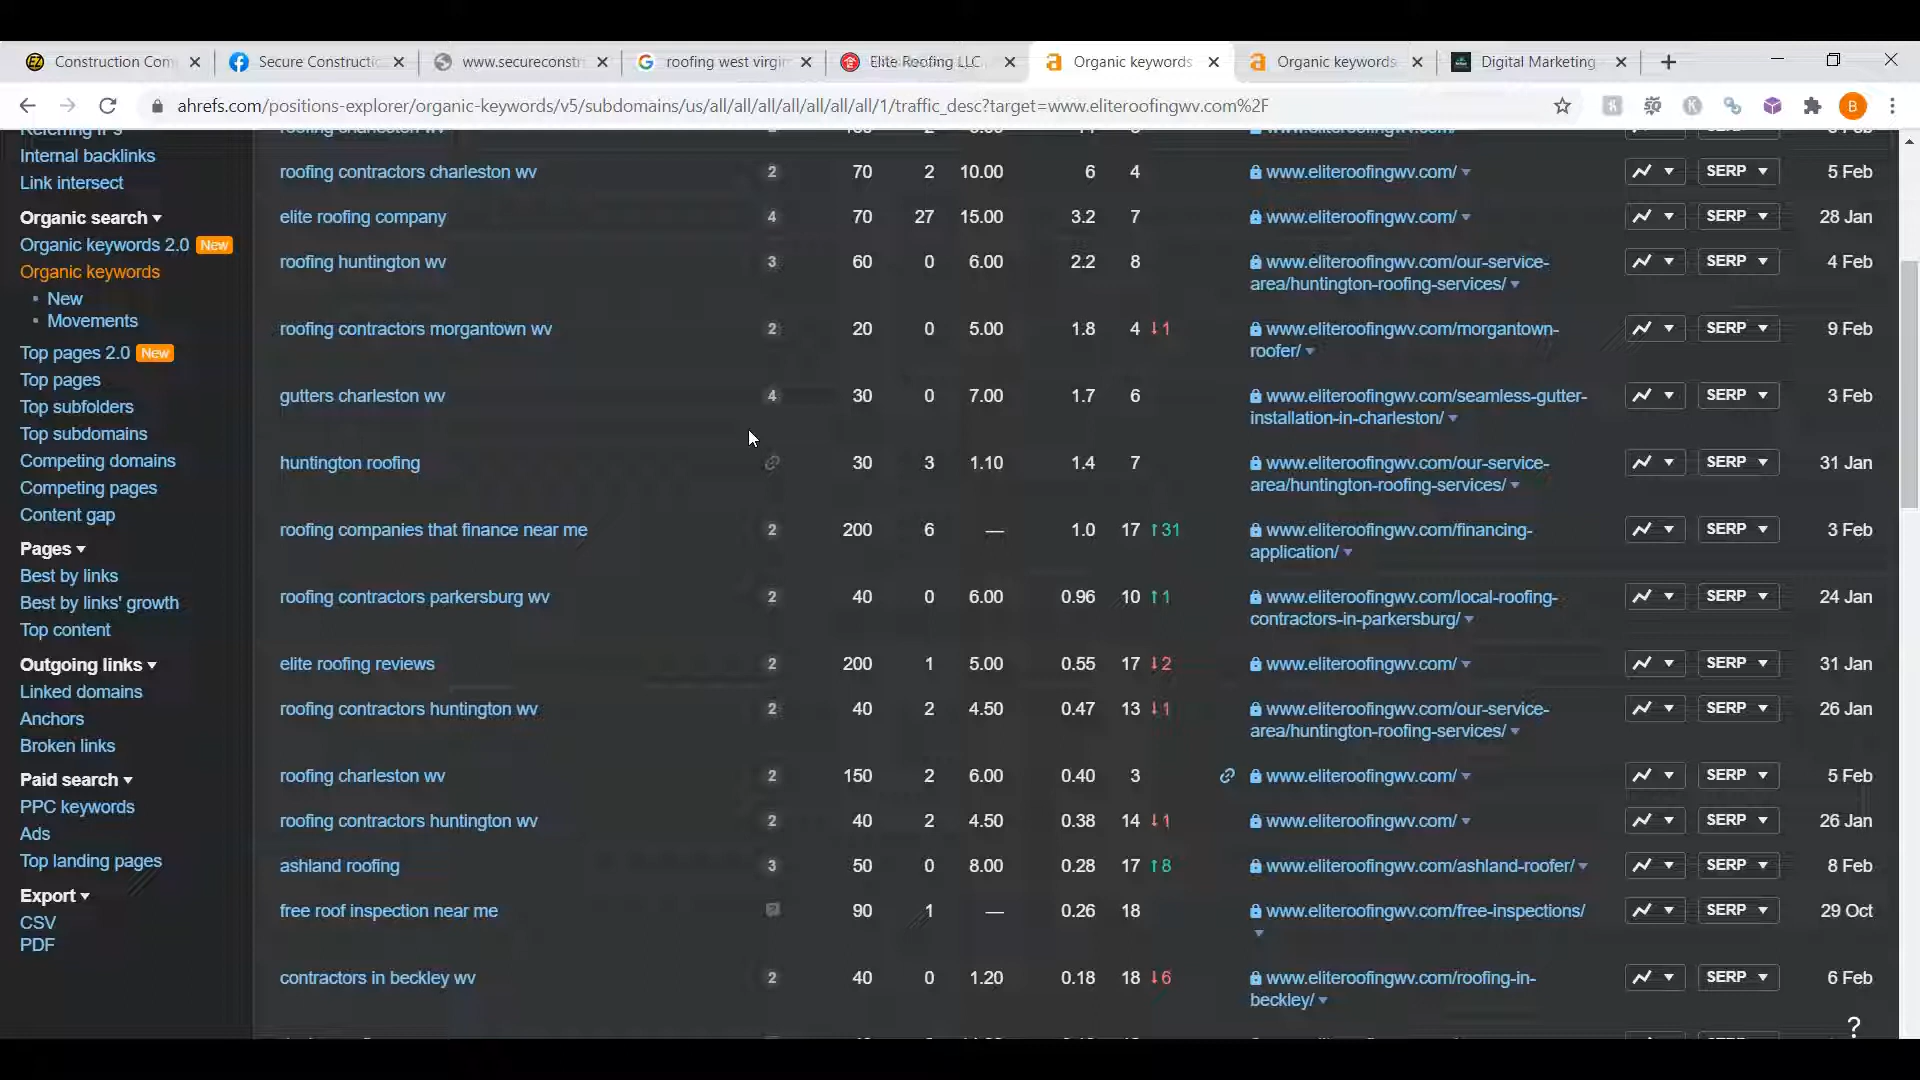 Construction Com
Secure Constructio
www.secureconstr
roofing west virgin
Elite Roofing LLC
Organic keywords
Organic keywords
Digital Marketing
ahrefs.com/positions-explorer/organic-keywords/v5/subdomains/us/all/all/all/all/all/all/all/1/traffic_desc?target=www.eliteroofingwv.com%2F
B
Referring IPs
Internal backlinks
Link intersect
Organic search
Organic keywords 2.0 New
Organic keywords
New
Movements
Top pages 2.0 New
Top pages
Top subfolders
Top subdomains
Competing domains
Competing pages
Content gap
Pages
Best by links
Best by links' growth
Top content
Outgoing links
Linked domains
Anchors
Broken links
Paid search
PPC keywords
Ads
Top landing pages
Export
CSV
PDF
roofing charleston wv
roofing contractors charleston wv 2 70 2 10.00 6 4 www.eliteroofingwv.com/ SERP 5 Feb
elite roofing company 4 70 27 15.00 3.2 7 www.eliteroofingwv.com/ SERP 28 Jan
roofing huntington wv 3 60 0 6.00 2.2 8 www.eliteroofingwv.com/our-service- SERP 4 Feb
area/huntington-roofing-services/
roofing contractors morgantown wv 2 20 0 5.00 1.8 4 ↓1 www.eliteroofingwv.com/morgantown- SERP 9 Feb
roofer/
gutters charleston wv 4 30 0 7.00 1.7 6 www.eliteroofingwv.com/seamless-gutter- SERP 3 Feb
installation-in-charleston/
huntington roofing 30 3 1.10 1.4 7 www.eliteroofingwv.com/our-service- SERP 31 Jan
area/huntington-roofing-services/
roofing companies that finance near me 2 200 6 — 1.0 17 ↑31 www.eliteroofingwv.com/financing- SERP 3 Feb
application/
roofing contractors parkersburg wv 2 40 0 6.00 0.96 10 ↑1 www.eliteroofingwv.com/local-roofing- SERP 24 Jan
contractors-in-parkersburg/
elite roofing reviews 2 200 1 5.00 0.55 17 ↓2 www.eliteroofingwv.com/ SERP 31 Jan
roofing contractors huntington wv 2 40 2 4.50 0.47 13 ↓1 www.eliteroofingwv.com/our-service- SERP 26 Jan
area/huntington-roofing-services/
roofing charleston wv 2 150 2 6.00 0.40 3 www.eliteroofingwv.com/ SERP 5 Feb
roofing contractors huntington wv 2 40 2 4.50 0.38 14 ↓1 www.eliteroofingwv.com/ SERP 26 Jan
ashland roofing 3 50 0 8.00 0.28 17 ↑8 www.eliteroofingwv.com/ashland-roofer/ SERP 8 Feb
free roof inspection near me 90 1 — 0.26 18 www.eliteroofingwv.com/free-inspections/ SERP 29 Oct
contractors in beckley wv 2 40 0 1.20 0.18 18 ↓6 www.eliteroofingwv.com/roofing-in- SERP 6 Feb
beckley/
?